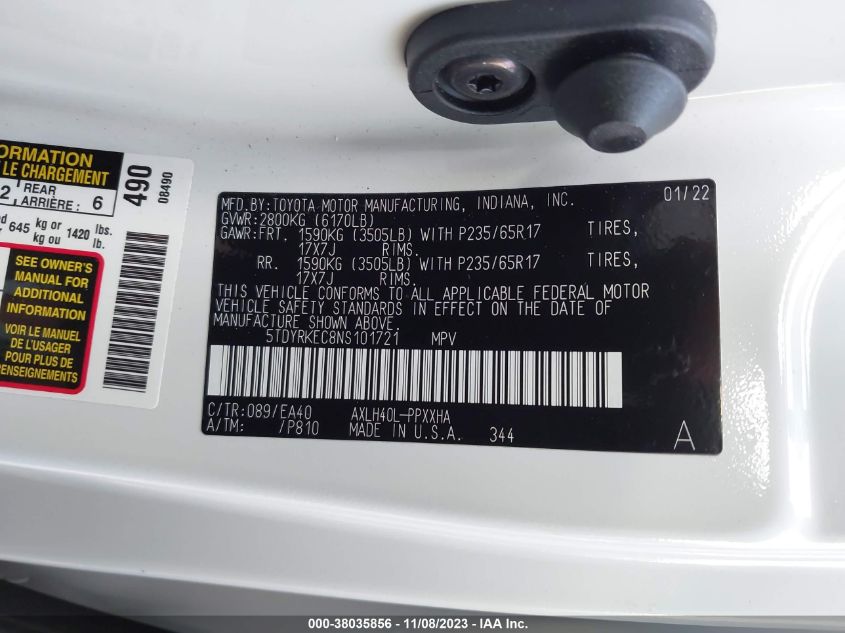 ORMATION
LE CHARGEMENT
2 REAR ARRIÈRE : 6
645 kg or kg ou 1420 lbs. lb.
SEE OWNER'S
MANUAL FOR
ADDITIONAL
INFORMATION
VOIR LE MANUEL
DE L'USAGER
POUR PLUS DE
RENSEIGNEMENTS
490
08490
MFD.BY: TOYOTA MOTOR MANUFACTURING, INDIANA, INC. 01/22
GVWR:2800KG (6170LB)
GAWR:FRT. 1590KG (3505LB) WITH P235/65R17 TIRES,
17X7J RIMS.
RR. 1590KG (3505LB) WITH P235/65R17 TIRES,
17X7J RIMS.
THIS VEHICLE CONFORMS TO ALL APPLICABLE FEDERAL MOTOR
VEHICLE SAFETY STANDARDS IN EFFECT ON THE DATE OF
MANUFACTURE SHOWN ABOVE.
5TDYRKEC8NS101721 MPV
C/TR:089/EA40 AXLH40L-PPXXHA
A/TM: /P810 MADE IN U.S.A. 344 A
000-38035856 - 11/08/2023 - IAA Inc.